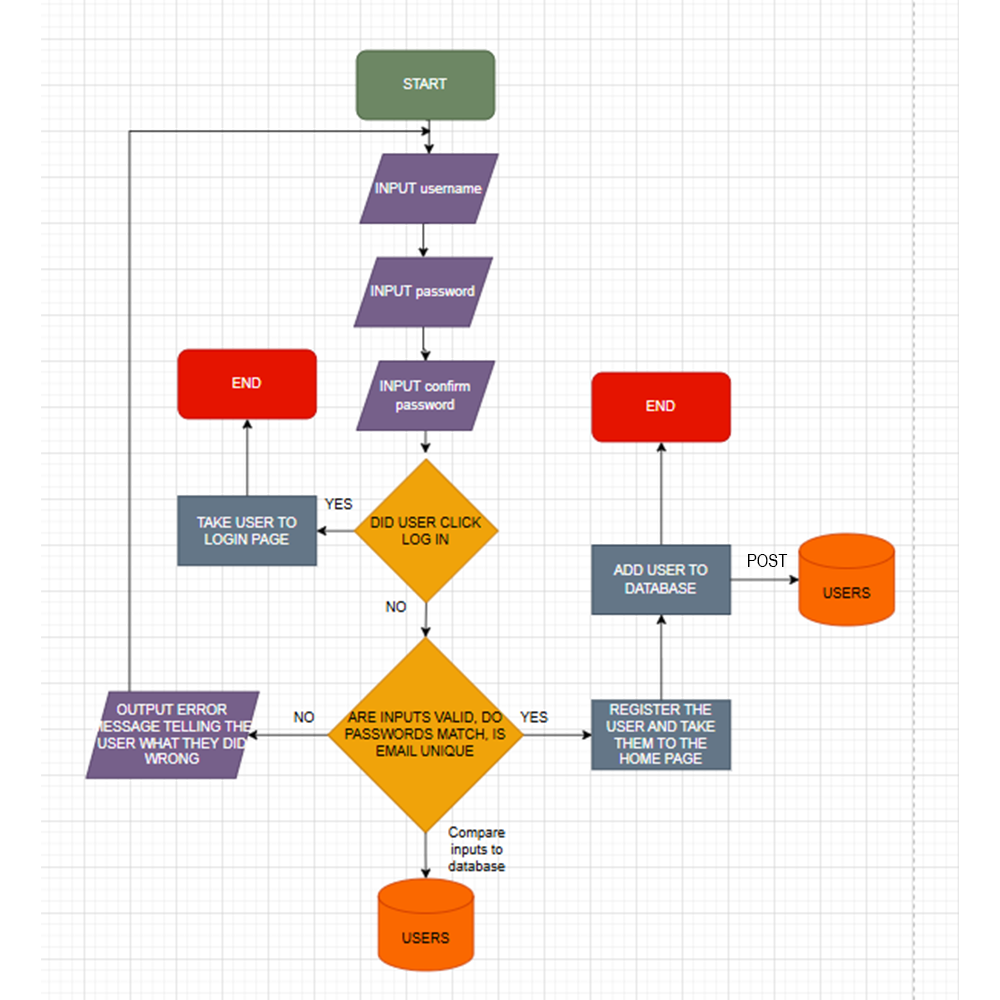 START
INPUT username
INPUT password
INPUT confirm
password
END
END
YES
DID USER CLICK
LOG IN
TAKE USER TO
LOGIN PAGE
ADD USER TO
DATABASE
POST
USERS
NO
OUTPUT ERROR
ESSAGE TELLING THE
USER WHAT THEY DID
WRONG
NO
ARE INPUTS VALID, DO
PASSWORDS MATCH, IS
EMAIL UNIQUE
YES
REGISTER THE
USER AND TAKE
THEM TO THE
HOME PAGE
Compare
inputs to
database
USERS